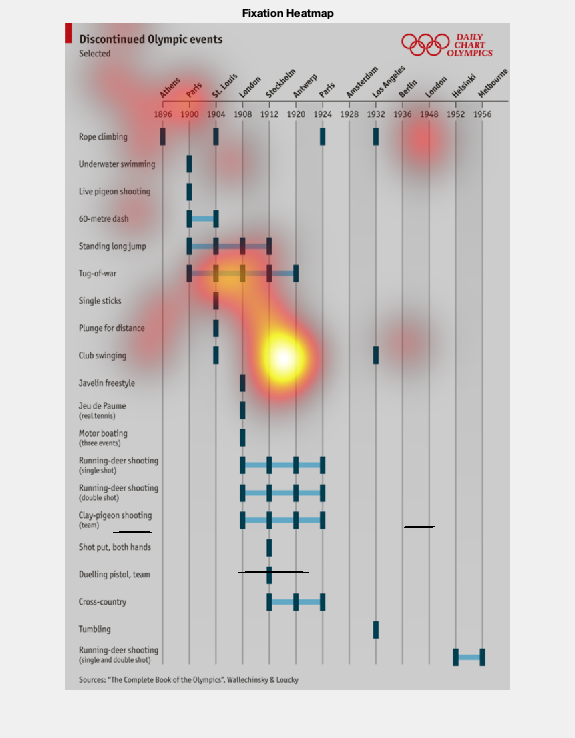 Fixation Heatmap
Discontinued Olympic events
Selected
DAILY
CHART
OLYMPICS
Athens Paris St. Louis London Stockholm Antwerp Paris Amsterdam Los Angeles Berlin London Helsinki Melbourne
1896 1900 1904 1908 1912 1920 1924 1928 1932 1936 1948 1952 1956
Rope climbing
Underwater swimming
Live pigeon shooting
60-metre dash
Standing long jump
Tug-of-war
Single sticks
Plunge for distance
Club swinging
Javelin freestyle
Jeu de Paume
(real tennis)
Motor boating
(three events)
Running-deer shooting
(single shot)
Running-deer shooting
(double shot)
Clay-pigeon shooting
(team)
Shot put, both hands
Duelling pistol, team
Cross-country
Tumbling
Running-deer shooting
(single and double shot)
Sources: "The Complete Book of the Olympics", Wallechinsky & Loucky